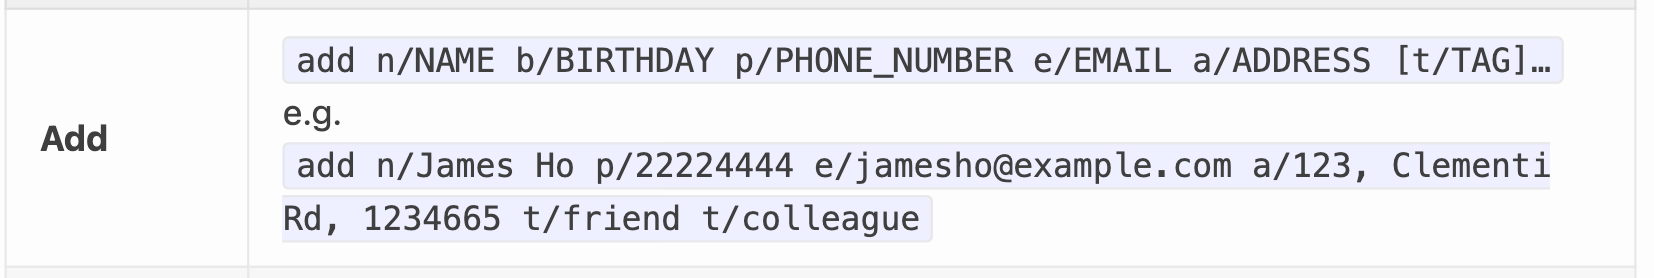 Add
add n/NAME b/BIRTHDAY p/PHONE_NUMBER e/EMAIL a/ADDRESS [t/TAG]…
e.g.
add n/James Ho p/22224444 e/jamesho@example.com a/123, Clementi
Rd, 1234665 t/friend t/colleague